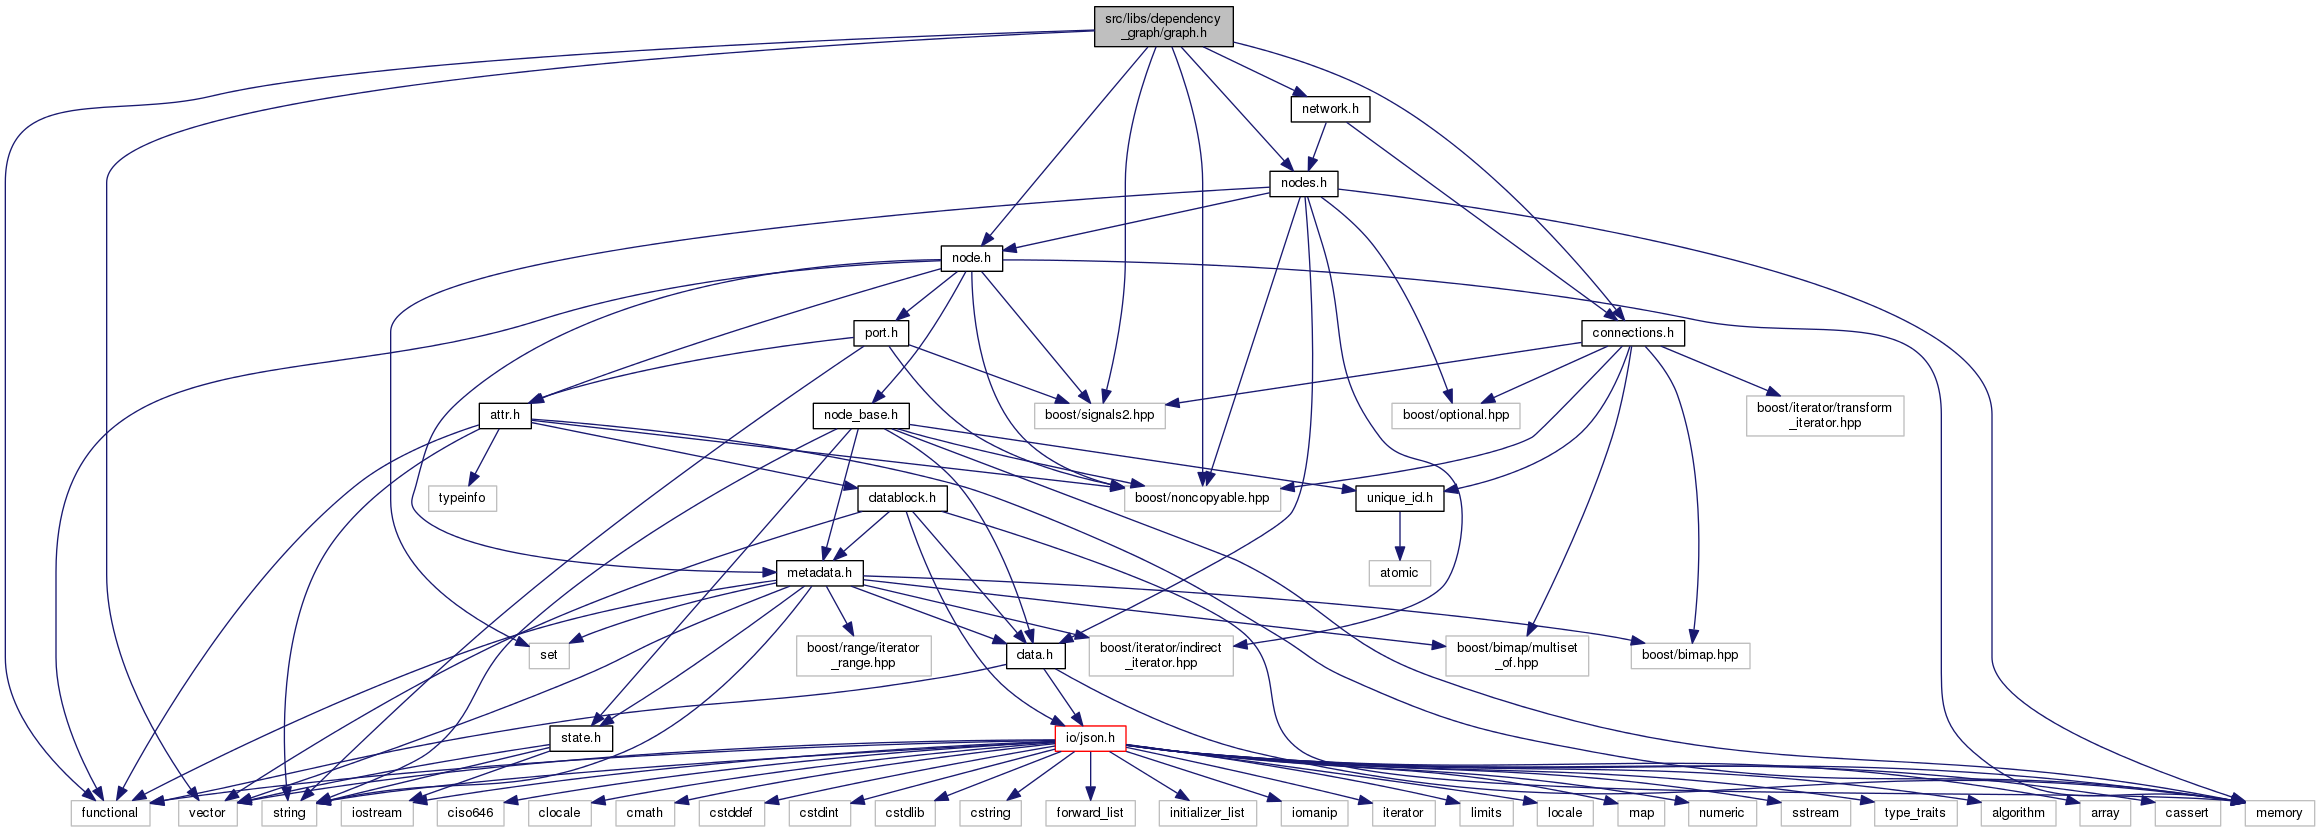 src/libs/dependency
_graph/graph.h
network.h
nodes.h
node.h
port.h
connections.h
attr.h
node_base.h
boost/signals2.hpp
boost/optional.hpp
boost/iterator/transform
_iterator.hpp
typeinfo
datablock.h
boost/noncopyable.hpp
unique_id.h
metadata.h
atomic
set
boost/range/iterator
_range.hpp
data.h
boost/iterator/indirect
_iterator.hpp
boost/bimap/multiset
_of.hpp
boost/bimap.hpp
state.h
io/json.h
functional
vector
string
iostream
ciso646
clocale
cmath
cstddef
cstdint
cstdlib
cstring
forward_list
initializer_list
iomanip
iterator
limits
locale
map
numeric
sstream
type_traits
algorithm
array
cassert
memory